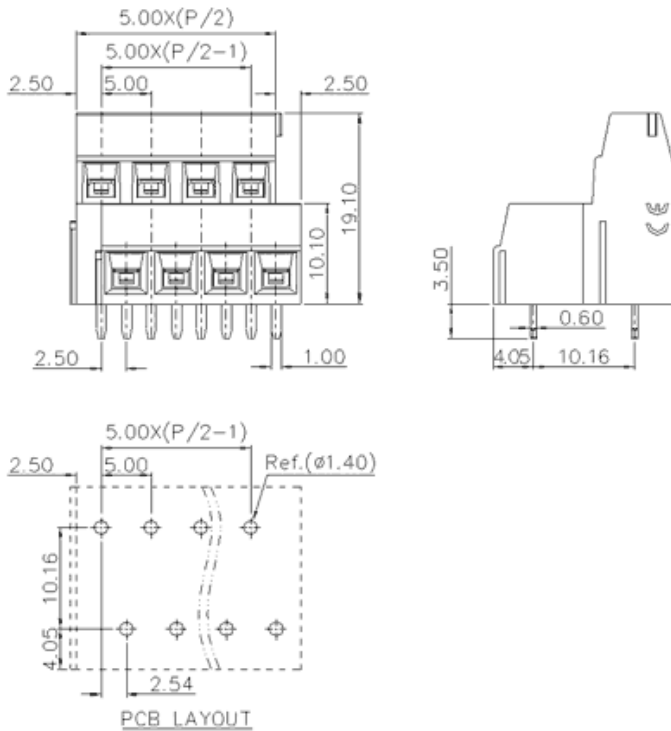 5.00X(P/2)
5.00X(P/2-1)
2.50 5.00 2.50
19.10
10.10
2.50 1.00
3.50
0.60
4.05 10.16
CE
5.00X(P/2-1)
2.50 5.00 Ref.(ø1.40)
10.16
4.05
2.54
PCB LAYOUT